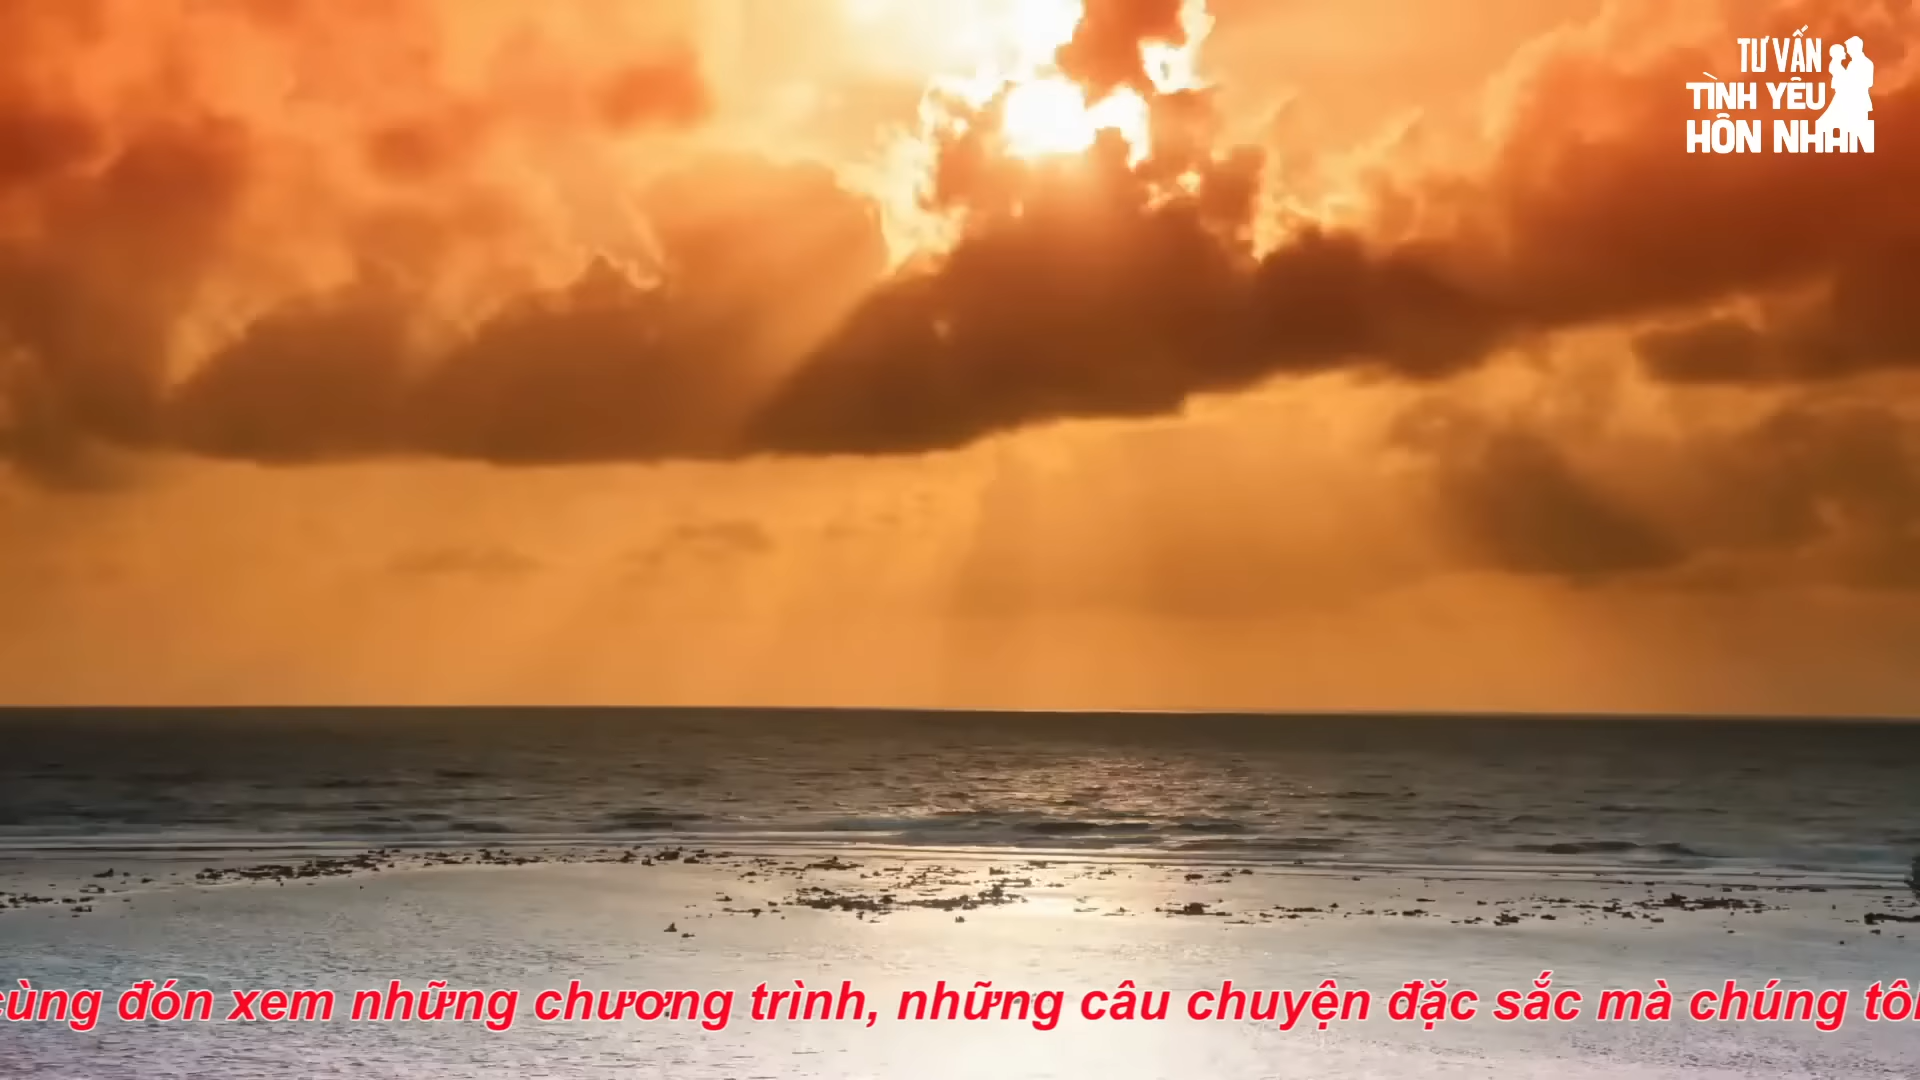 TƯ VẤN
TÌNH YÊU
HÔN NHÂN
cùng đón xem những chương trình, những câu chuyện đặc sắc mà chúng tôi